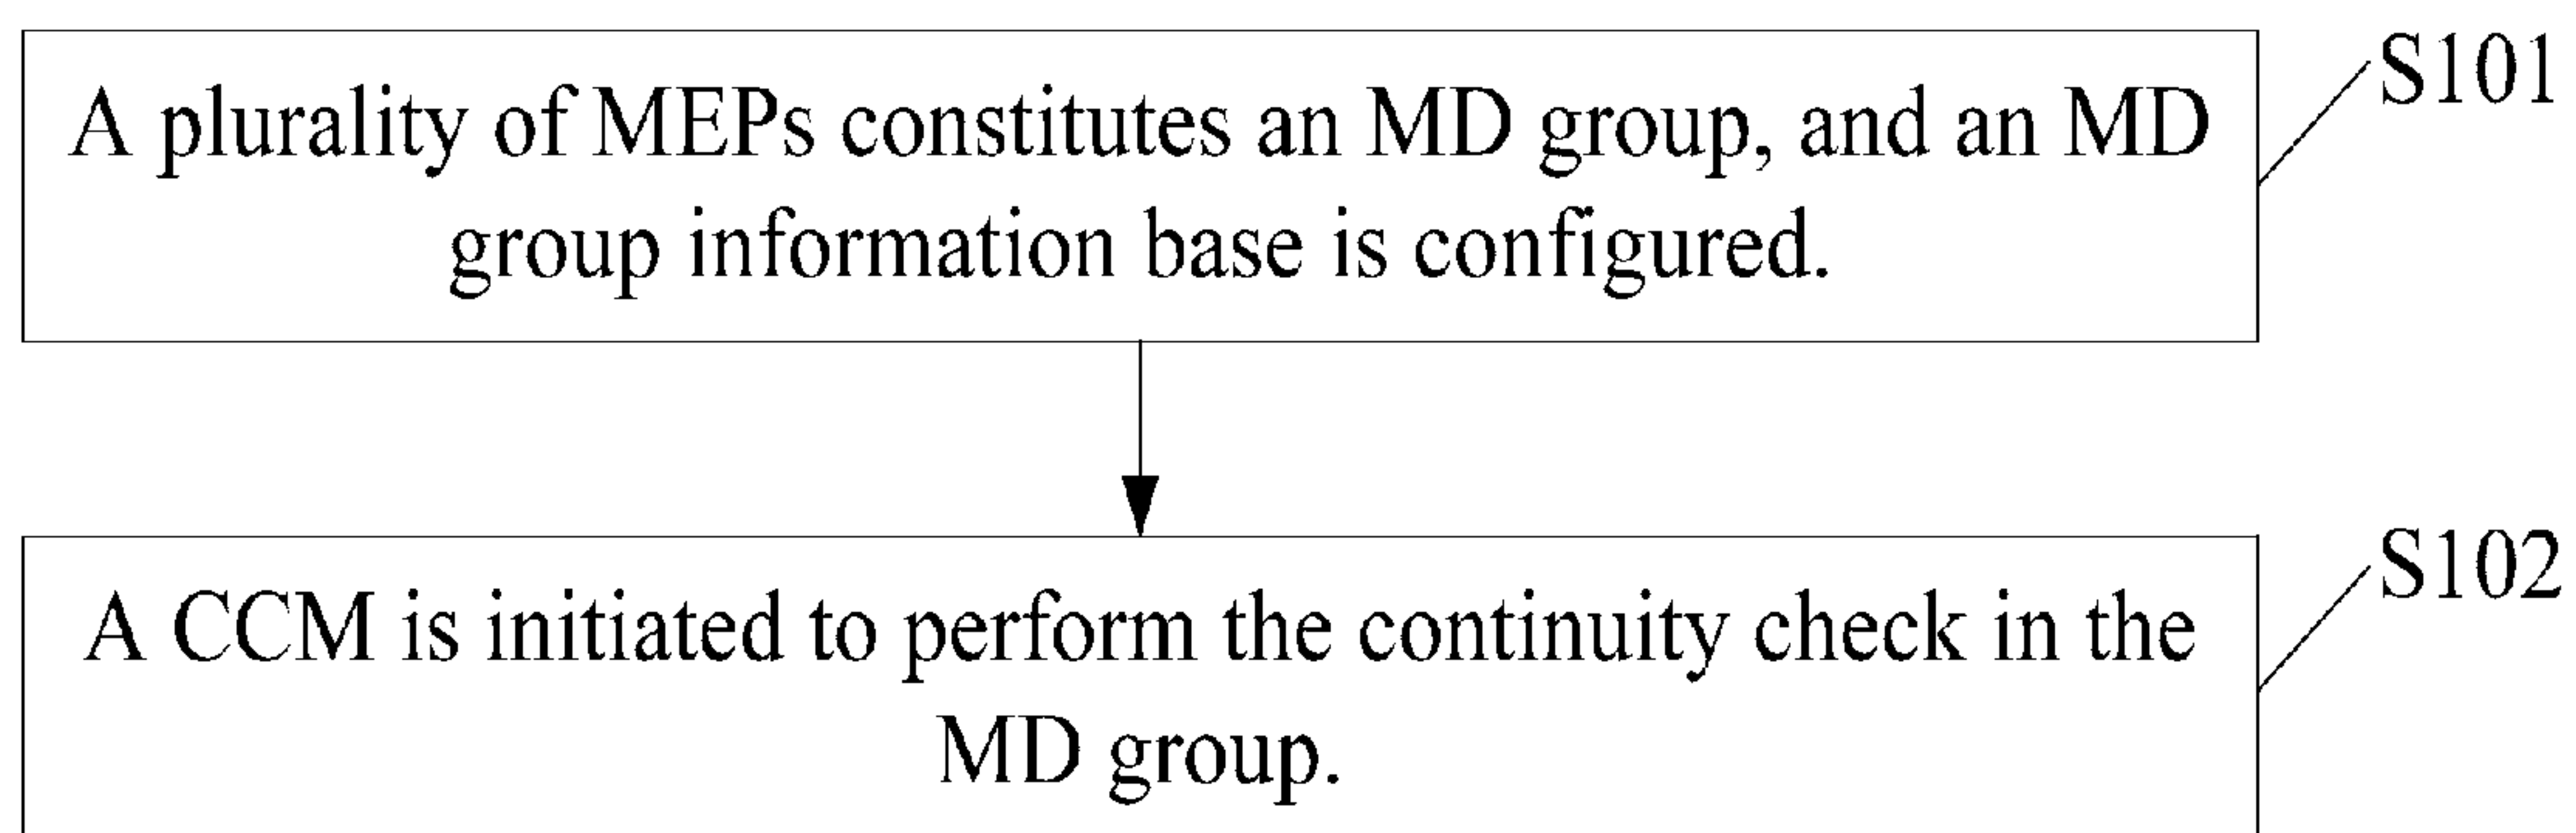 A plurality of MEPs constitutes an MD group, and an MD
group information base is configured.
S101
A CCM is initiated to perform the continuity check in the
MD group.
S102